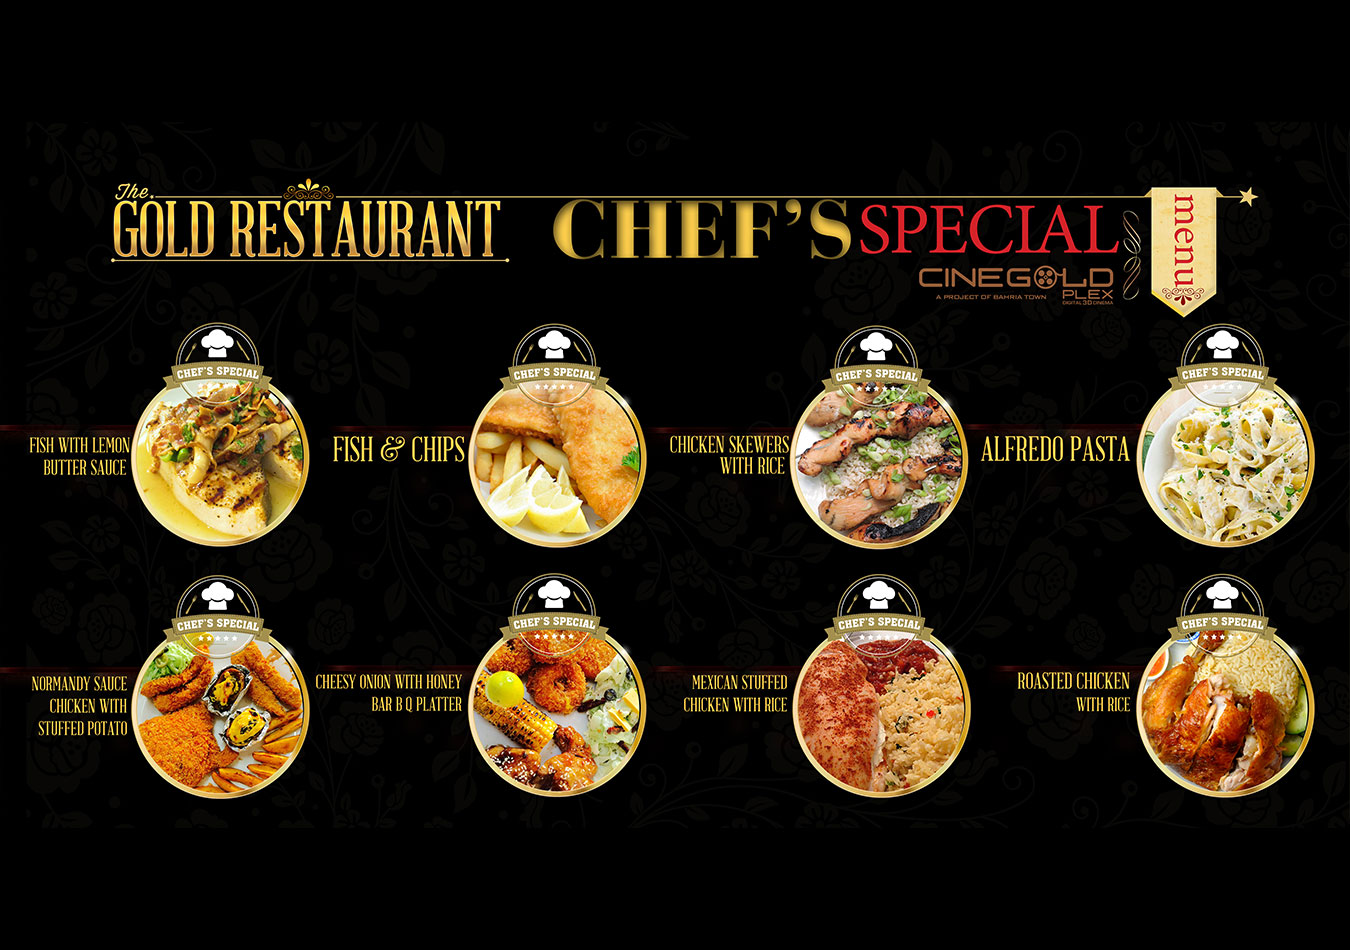 The
GOLD RESTAURANT
CHEF'S SPECIAL
menu
CINEGOLD
PLEX
A PROJECT OF BAHRIA TOWN
DIGITAL 3D CINEMA
CHEF'S SPECIAL
FISH WITH LEMON
BUTTER SAUCE
CHEF'S SPECIAL
FISH & CHIPS
CHEF'S SPECIAL
CHICKEN SKEWERS
WITH RICE
CHEF'S SPECIAL
ALFREDO PASTA
CHEF'S SPECIAL
NORMANDY SAUCE
CHICKEN WITH
STUFFED POTATO
CHEF'S SPECIAL
CHEESY ONION WITH HONEY
BAR B Q PLATTER
CHEF'S SPECIAL
MEXICAN STUFFED
CHICKEN WITH RICE
CHEF'S SPECIAL
ROASTED CHICKEN
WITH RICE